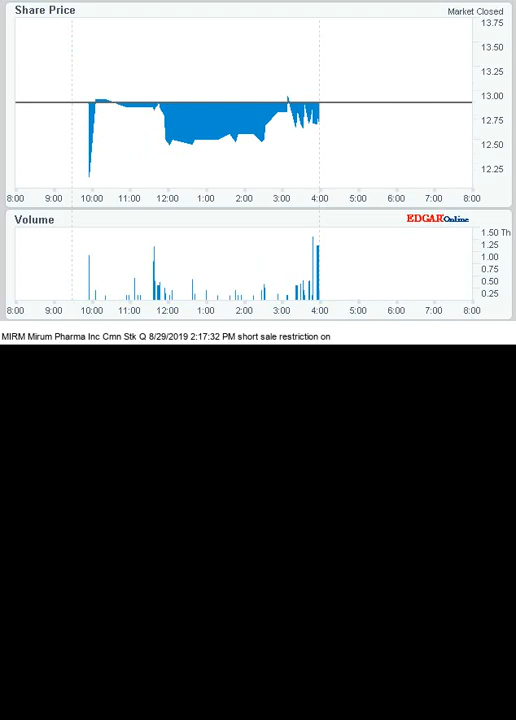 Share Price
Market Closed
13.75
13.50
13.25
13.00
12.75
12.50
12.25
8:00 9:00 10:00 11:00 12:00 1:00 2:00 3:00 4:00 5:00 6:00 7:00 8:00
Volume
EDGAR Online
1.50 Th
1.25
1.00
0.75
0.50
0.25
8:00 9:00 10:00 11:00 12:00 1:00 2:00 3:00 4:00 5:00 6:00 7:00 8:00
MIRM Mirum Pharma Inc Cmn Stk Q 8/29/2019 2:17:32 PM short sale restriction on